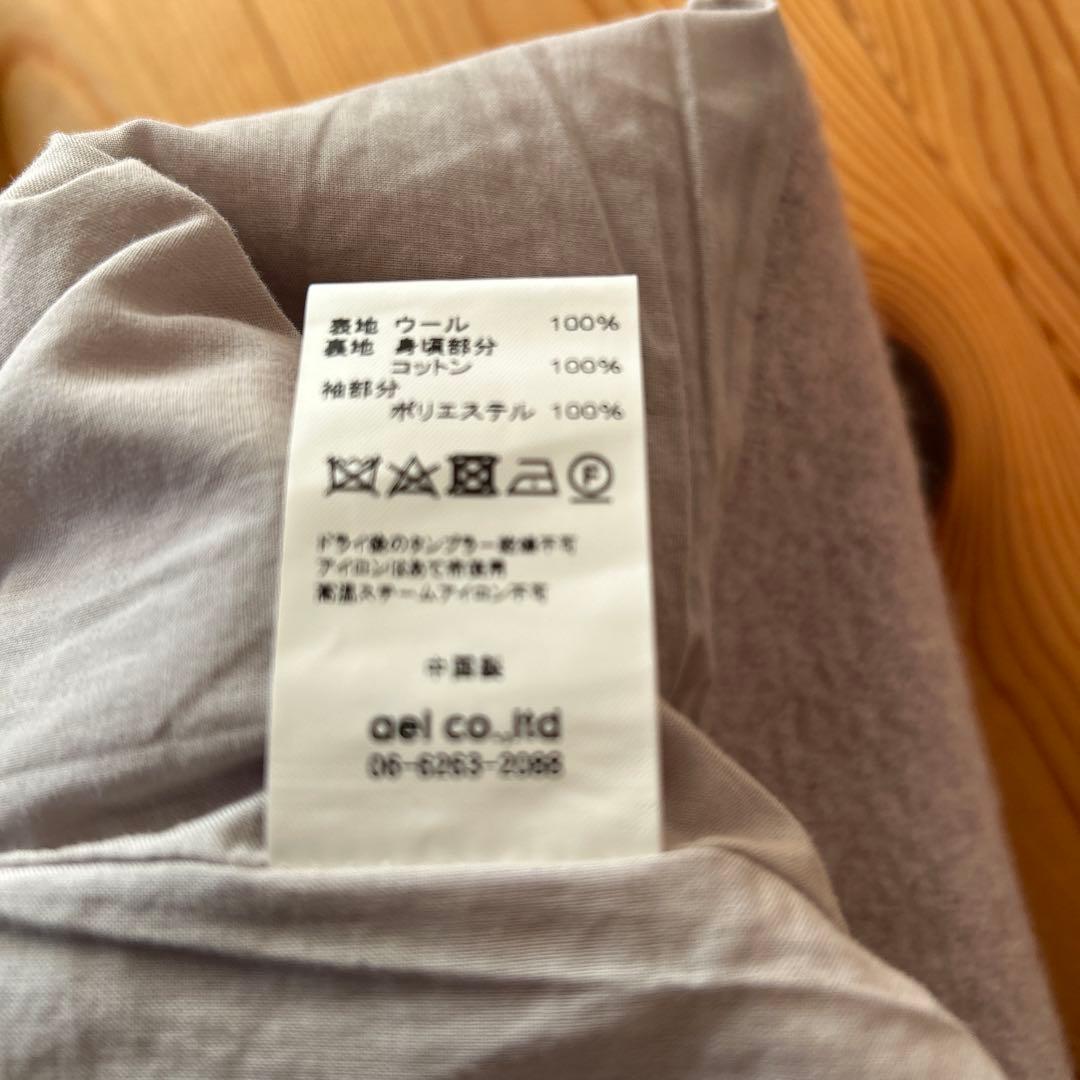 表地 ウール 100%
裏地 身頃部分
コットン 100%
袖部分
ポリエステル 100%
F
ドライ後のタンブラー乾燥不可
アイロンはあて布使用
高温スチームアイロン不可
中国製
ael co.,ltd
06-6263-2088